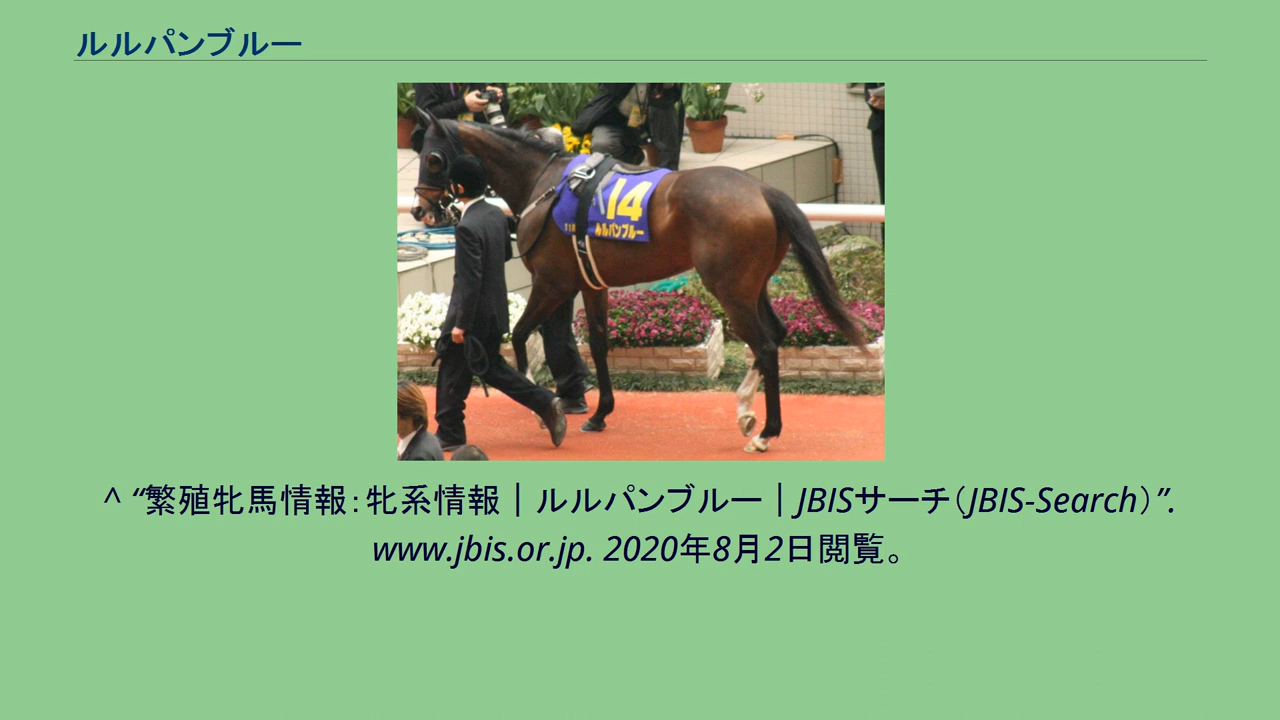 ルルパンブルー
14
11R ルルパンブルー
^ “繁殖牝馬情報：牝系情報｜ルルパンブルー｜JBISサーチ（JBIS-Search）”.
www.jbis.or.jp. 2020年8月2日閲覧。